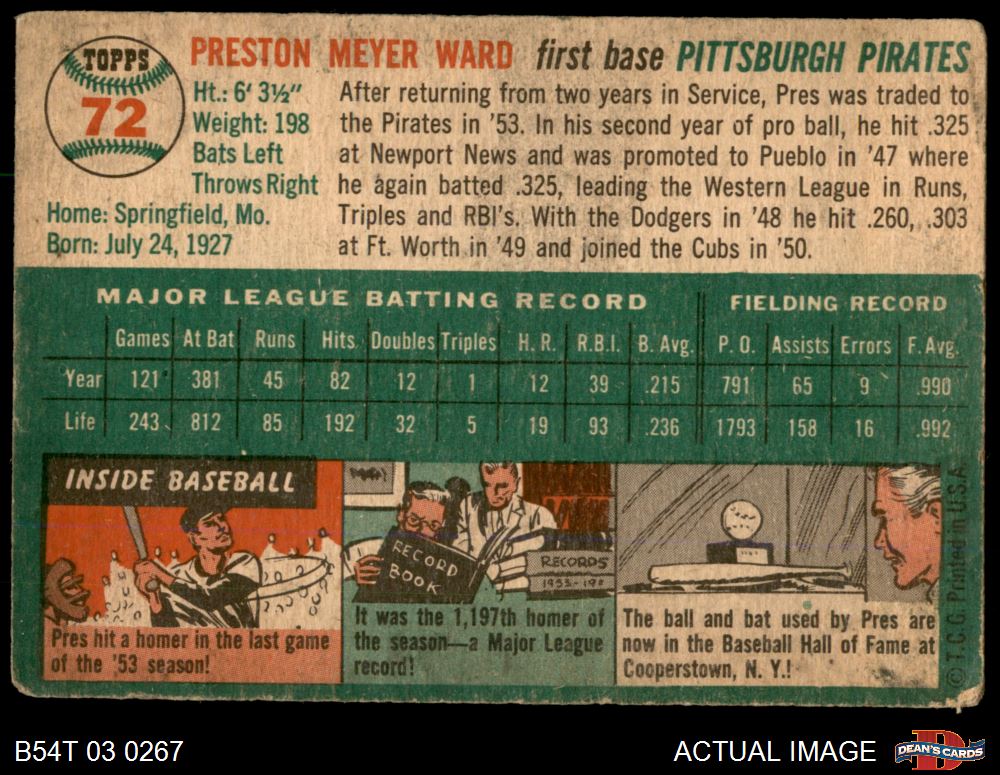 TOPPS
72
PRESTON MEYER WARD first base PITTSBURGH PIRATES
Ht.: 6' 3½"
Weight: 198
Bats Left
Throws Right
Home: Springfield, Mo.
Born: July 24, 1927
After returning from two years in Service, Pres was traded to
the Pirates in '53. In his second year of pro ball, he hit .325
at Newport News and was promoted to Pueblo in '47 where
he again batted .325, leading the Western League in Runs,
Triples and RBI's. With the Dodgers in '48 he hit .260, .303
at Ft. Worth in '49 and joined the Cubs in '50.
MAJOR LEAGUE BATTING RECORD FIELDING RECORD
Games At Bat Runs Hits Doubles Triples H. R. R.B.I. B. Avg. P. O. Assists Errors F. Avg.
Year 121 381 45 82 12 1 12 39 .215 791 65 9 .990
Life 243 812 85 192 32 5 19 93 .236 1793 158 16 .992
INSIDE BASEBALL
Pres hit a homer in the last game
of the '53 season!
RECORD
BOOK
RECORDS
It was the 1,197th homer of
the season—a Major League
record!
The ball and bat used by Pres are
now in the Baseball Hall of Fame at
Cooperstown, N. Y.!
© T.C.G. Printed in U.S.A.
B54T 03 0267
ACTUAL IMAGE
DEAN'S CARDS